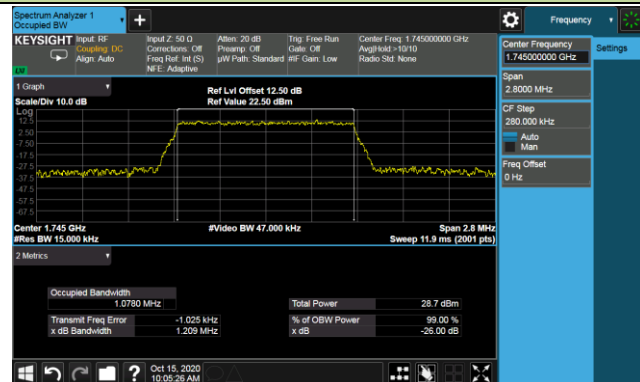 Spectrum Analyzer 1
Occupied BW
Frequency
KEYSIGHT
Input: RF
Coupling: DC
Align: Auto
Input Z: 50 Ω
Corrections: Off
Freq Ref: Int (S)
NFE: Adaptive
Atten: 20 dB
Preamp: Off
µW Path: Standard
Trig: Free Run
Gate: Off
#IF Gain: Low
Center Freq: 1.745000000 GHz
Avg|Hold:>10/10
Radio Std: None
Center Frequency
1.745000000 GHz
Settings
Span
2.8000 MHz
CF Step
280.000 kHz
Auto
Man
Freq Offset
0 Hz
1 Graph
Scale/Div 10.0 dB
Ref Lvl Offset 12.50 dB
Ref Value 22.50 dBm
Log
12.5
2.50
-7.50
-17.5
-27.5
-37.5
-47.5
-57.5
-67.5
Center 1.745 GHz
#Video BW 47.000 kHz
Span 2.8 MHz
#Res BW 15.000 kHz
Sweep 11.9 ms (2001 pts)
2 Metrics
Occupied Bandwidth
1.0780 MHz
Total Power 28.7 dBm
Transmit Freq Error -1.025 kHz
% of OBW Power 99.00 %
x dB Bandwidth 1.209 MHz
x dB -26.00 dB
Oct 15, 2020
10:05:26 AM